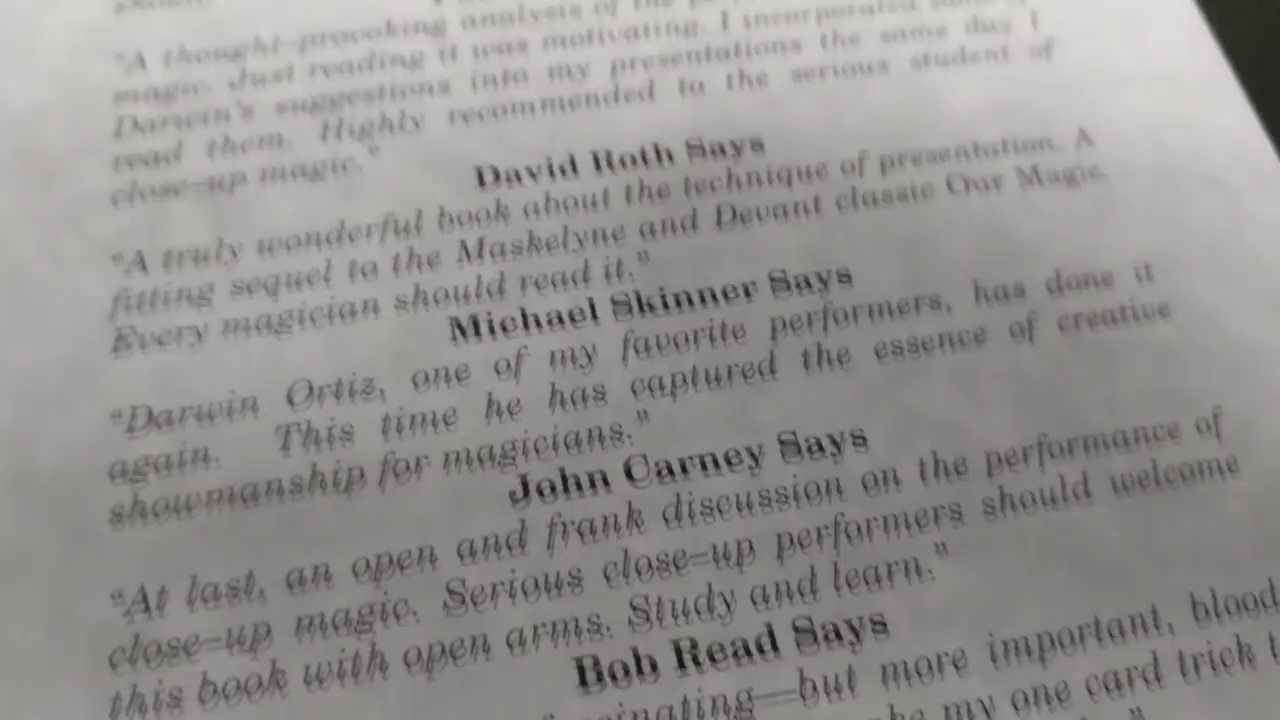 "A thought-provoking analysis of the
magic. Just reading it was motivating. I incorporated
Darwin's suggestions into my presentations the same day I
read them. Highly recommended to the serious student of
close-up magic."
David Roth Says
"A truly wonderful book about the technique of presentation. A
fitting sequel to the Maskelyne and Devant classic Our Magic.
Every magician should read it."
Michael Skinner Says
"Darwin Ortiz, one of my favorite performers, has done it
again. This time he has captured the essence of creative
showmanship for magicians."
John Carney Says
"At last, an open and frank discussion on the performance of
close-up magic. Serious close-up performers should welcome
this book with open arms. Study and learn."
Bob Read Says
but more important, blood
my one card trick